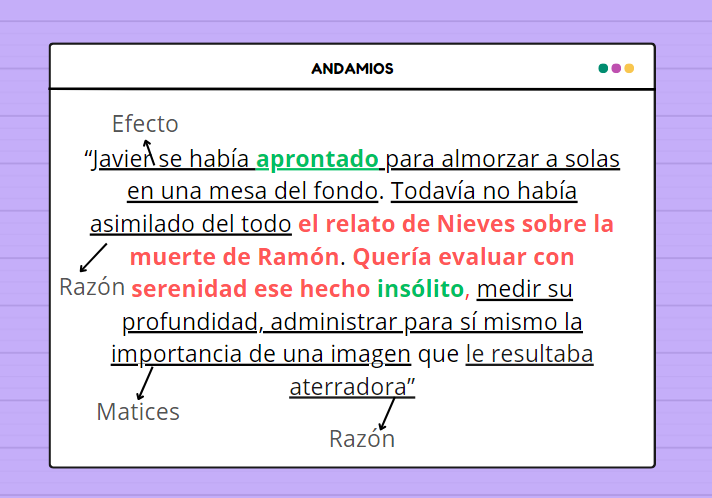 ANDAMIOS
Efecto
“Javier se había aprontado para almorzar a solas
en una mesa del fondo. Todavía no había
asimilado del todo el relato de Nieves sobre la
muerte de Ramón. Quería evaluar con
Razón serenidad ese hecho insólito, medir su
profundidad, administrar para sí mismo la
importancia de una imagen que le resultaba
aterradora”
Matices
Razón